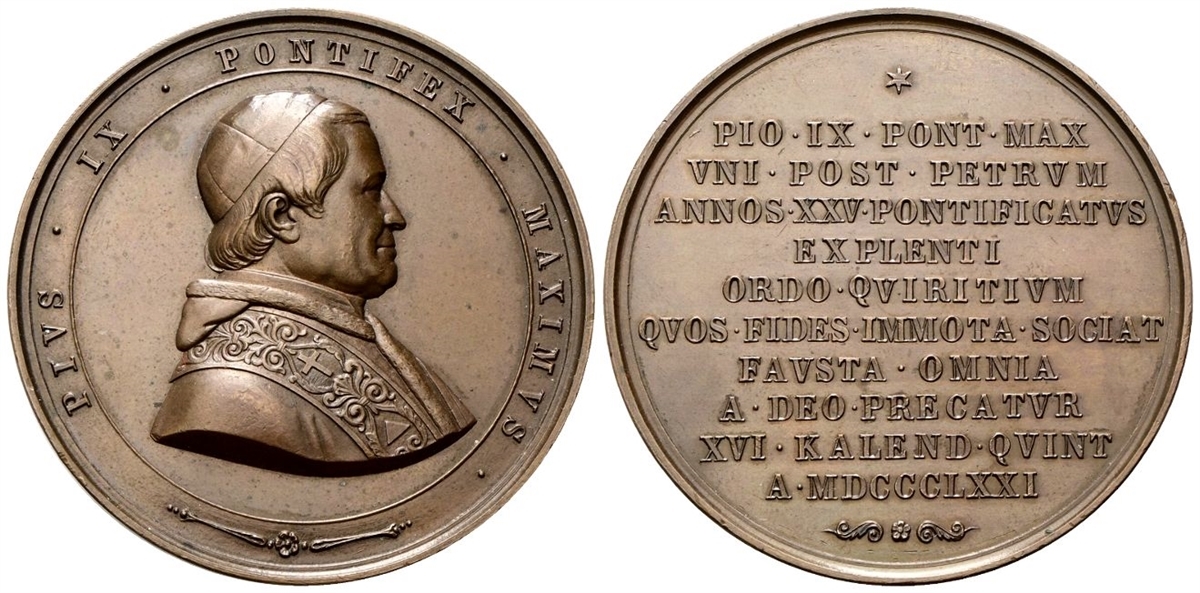 PIVS · IX · PONTIFEX · MAXIMVS ·
PIO · IX · PONT · MAX
VNI · POST · PETRVM
ANNOS · XXV · PONTIFICATVS
EXPLENTI
ORDO · QVIRITIVM
QVOS · FIDES · IMMOTA · SOCIAT
FAVSTA · OMNIA
A · DEO · PRECATVR
XVI · KALEND · QVINT
A · MDCCCLXXI